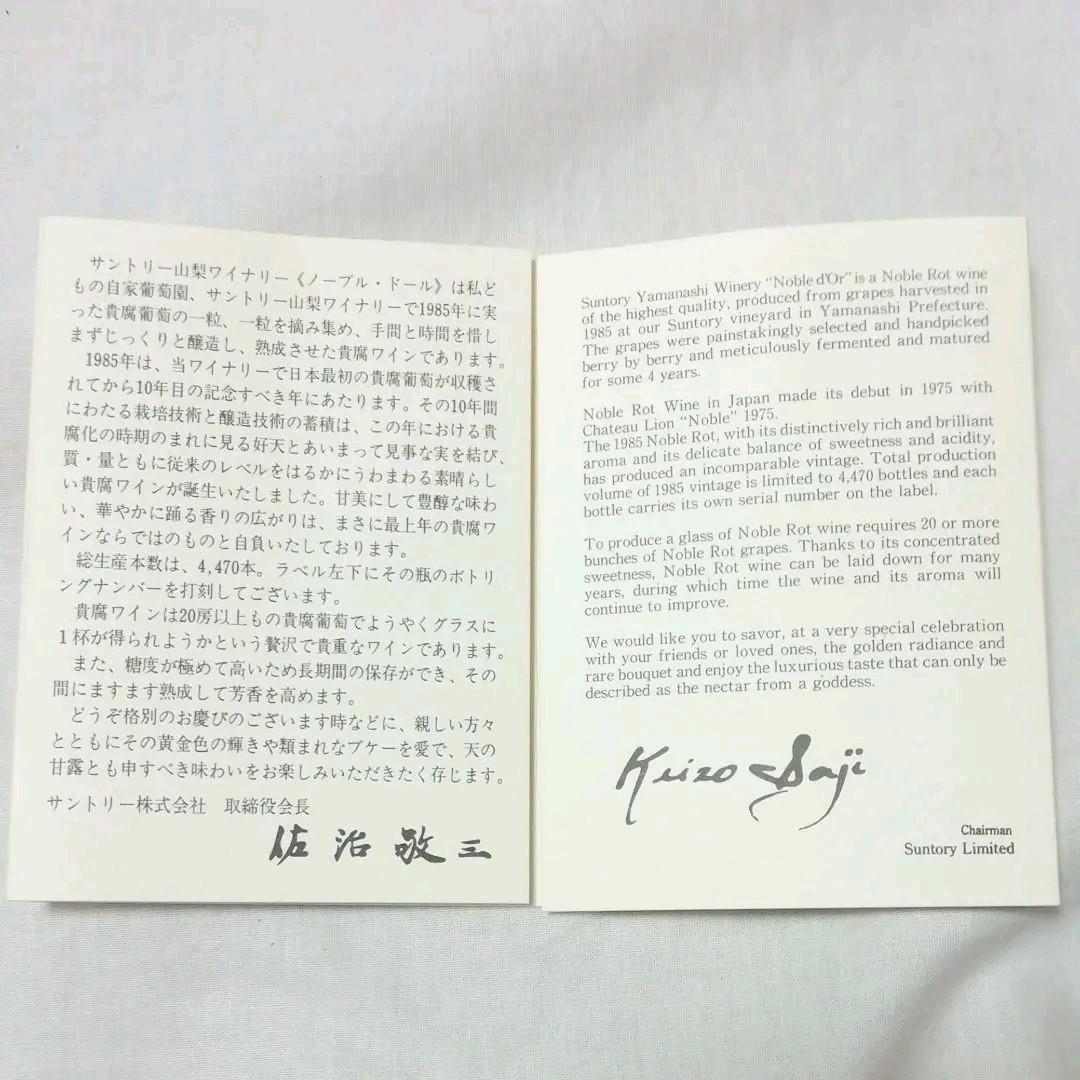 サントリー山梨ワイナリー《ノーブル・ドール》は私ど
もの自家葡萄園、サントリー山梨ワイナリーで1985年に実
った貴腐葡萄の一粒、一粒を摘み集め、手間と時間を惜し
まずじっくりと醸造し、熟成させた貴腐ワインであります。
1985年は、当ワイナリーで日本最初の貴腐葡萄が収穫さ
れてから10年目の記念すべき年にあたります。その10年間
にわたる栽培技術と醸造技術の蓄積は、この年における貴
腐化の時期のまれに見る好天とあいまって見事な実を結び、
質・量ともに従来のレベルをはるかにうわまわる素晴らし
い貴腐ワインが誕生いたしました。甘美にして豊醇な味わ
い、華やかに踊る香りの広がりは、まさに最上年の貴腐ワ
インならではのものと自負いたしております。
総生産本数は、4,470本。ラベル左下にその瓶のボトリ
ングナンバーを打刻してございます。
貴腐ワインは20房以上もの貴腐葡萄でようやくグラスに
1杯が得られようかという贅沢で貴重なワインであります。
また、糖度が極めて高いため長期間の保存ができ、その
間にますます熟成して芳香を高めます。
どうぞ格別のお慶びのございます時などに、親しい方々
とともにその黄金色の輝きや類まれなブケーを愛で、天の
甘露とも申すべき味わいをお楽しみいただきたく存じます。
サントリー株式会社 取締役会長
佐治敬三
Suntory Yamanashi Winery "Noble d'Or" is a Noble Rot wine
of the highest quality, produced from grapes harvested in
1985 at our Suntory vineyard in Yamanashi Prefecture.
The grapes were painstakingly selected and handpicked
berry by berry and meticulously fermented and matured
for some 4 years.
Noble Rot Wine in Japan made its debut in 1975 with
Chateau Lion "Noble" 1975.
The 1985 Noble Rot, with its distinctively rich and brilliant
aroma and its delicate balance of sweetness and acidity,
has produced an incomparable vintage. Total production
volume of 1985 vintage is limited to 4,470 bottles and each
bottle carries its own serial number on the label.
To produce a glass of Noble Rot wine requires 20 or more
bunches of Noble Rot grapes. Thanks to its concentrated
sweetness, Noble Rot wine can be laid down for many
years, during which time the wine and its aroma will
continue to improve.
We would like you to savor, at a very special celebration
with your friends or loved ones, the golden radiance and
rare bouquet and enjoy the luxurious taste that can only be
described as the nectar from a goddess.
Keizo Saji
Chairman
Suntory Limited